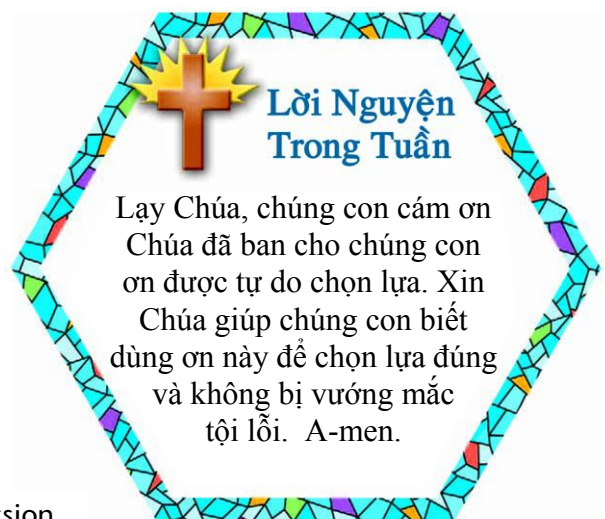 Lời Nguyện
Trong Tuần
Lạy Chúa, chúng con cám ơn
Chúa đã ban cho chúng con
ơn được tự do chọn lựa. Xin
Chúa giúp chúng con biết
dùng ơn này để chọn lựa đúng
và không bị vướng mắc
tội lỗi.  A-men.